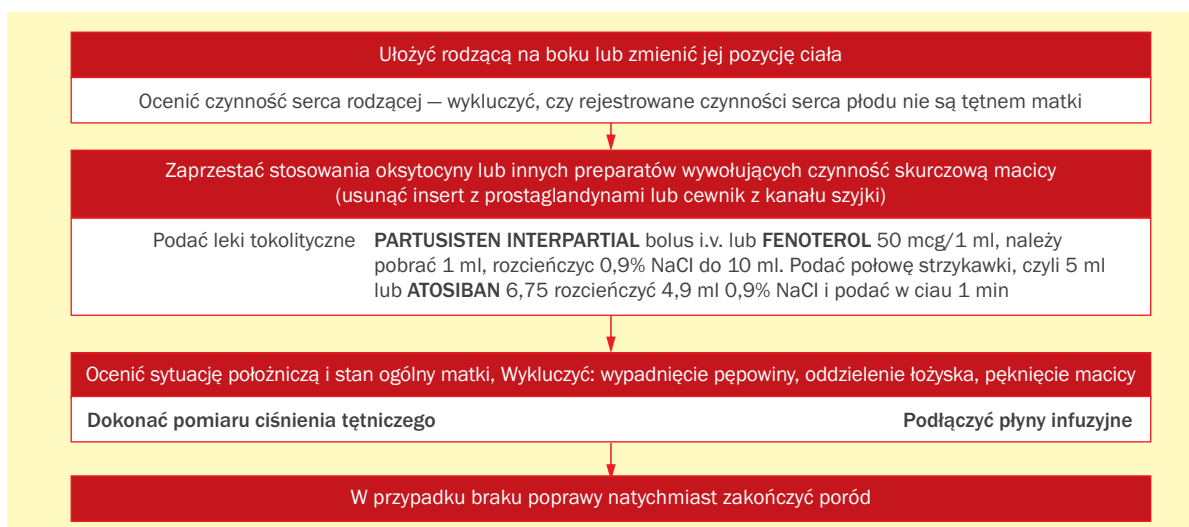 Ułożyć rodzącą na boku lub zmienić jej pozycję ciała
Ocenić czynność serca rodzącej — wykluczyć, czy rejestrowane czynności serca płodu nie są tętnem matki
Zaprzestać stosowania oksytocyny lub innych preparatów wywołujących czynność skurczową macicy
(usunąć insert z prostaglandynami lub cewnik z kanału szyjki)
Podać leki tokolityczne PARTUSISTEN INTERPARTIAL bolus i.v. lub FENOTEROL 50 mcg/1 ml, należy
pobrać 1 ml, rozcieńczyc 0,9% NaCl do 10 ml. Podać połowę strzykawki, czyli 5 ml
lub ATOSIBAN 6,75 rozcieńczyć 4,9 ml 0,9% NaCl i podać w ciau 1 min
Ocenić sytuację położniczą i stan ogólny matki, Wykluczyć: wypadnięcie pępowiny, oddzielenie łożyska, pęknięcie macicy
Dokonać pomiaru ciśnienia tętniczego Podłączyć płyny infuzyjne
W przypadku braku poprawy natychmiast zakończyć poród